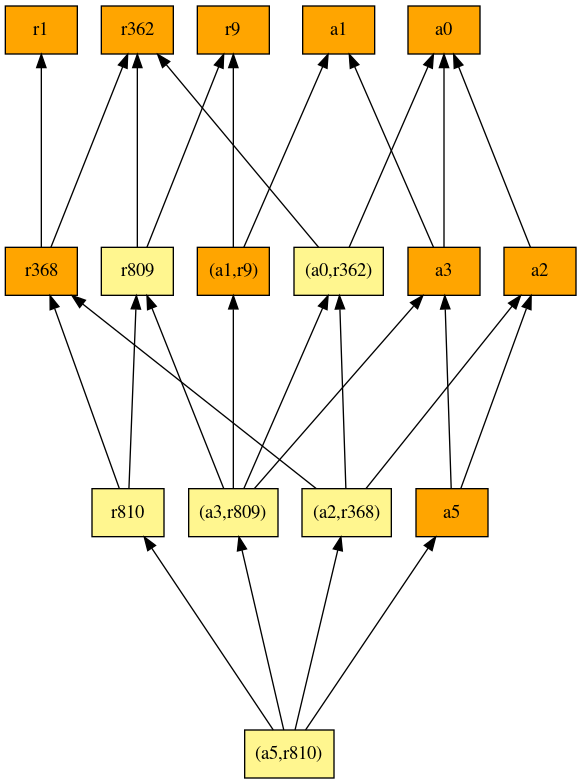 r1
r362
r9
a1
a0
r368
r809
(a1,r9)
(a0,r362)
a3
a2
r810
(a3,r809)
(a2,r368)
a5
(a5,r810)